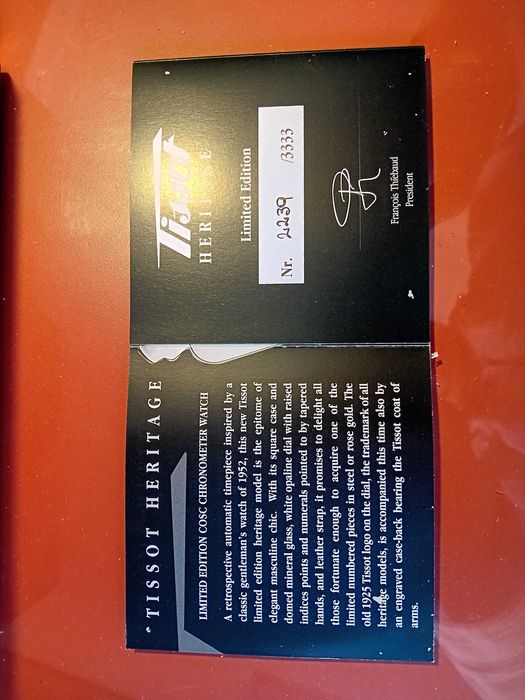 TISSOT HERITAGE
LIMITED EDITION COSC CHRONOMETER WATCH
A retrospective automatic timepiece inspired by a
classic gentleman's watch of 1952, this new Tissot
limited edition heritage model is the epitome of
elegant masculine chic. With its square case and
domed mineral glass, white opaline dial with raised
indices points and numerals pointed to by tapered
hands, and leather strap, it promises to delight all
those fortunate enough to acquire one of the
limited numbered pieces in steel or rose gold. The
old 1925 Tissot logo on the dial, the trademark of all
heritage models, is accompanied this time also by
an engraved case-back bearing the Tissot coat of
arms.
Tissot
HERITAGE
Limited Edition
Nr. 2239 /3333
François Thiébaud
President